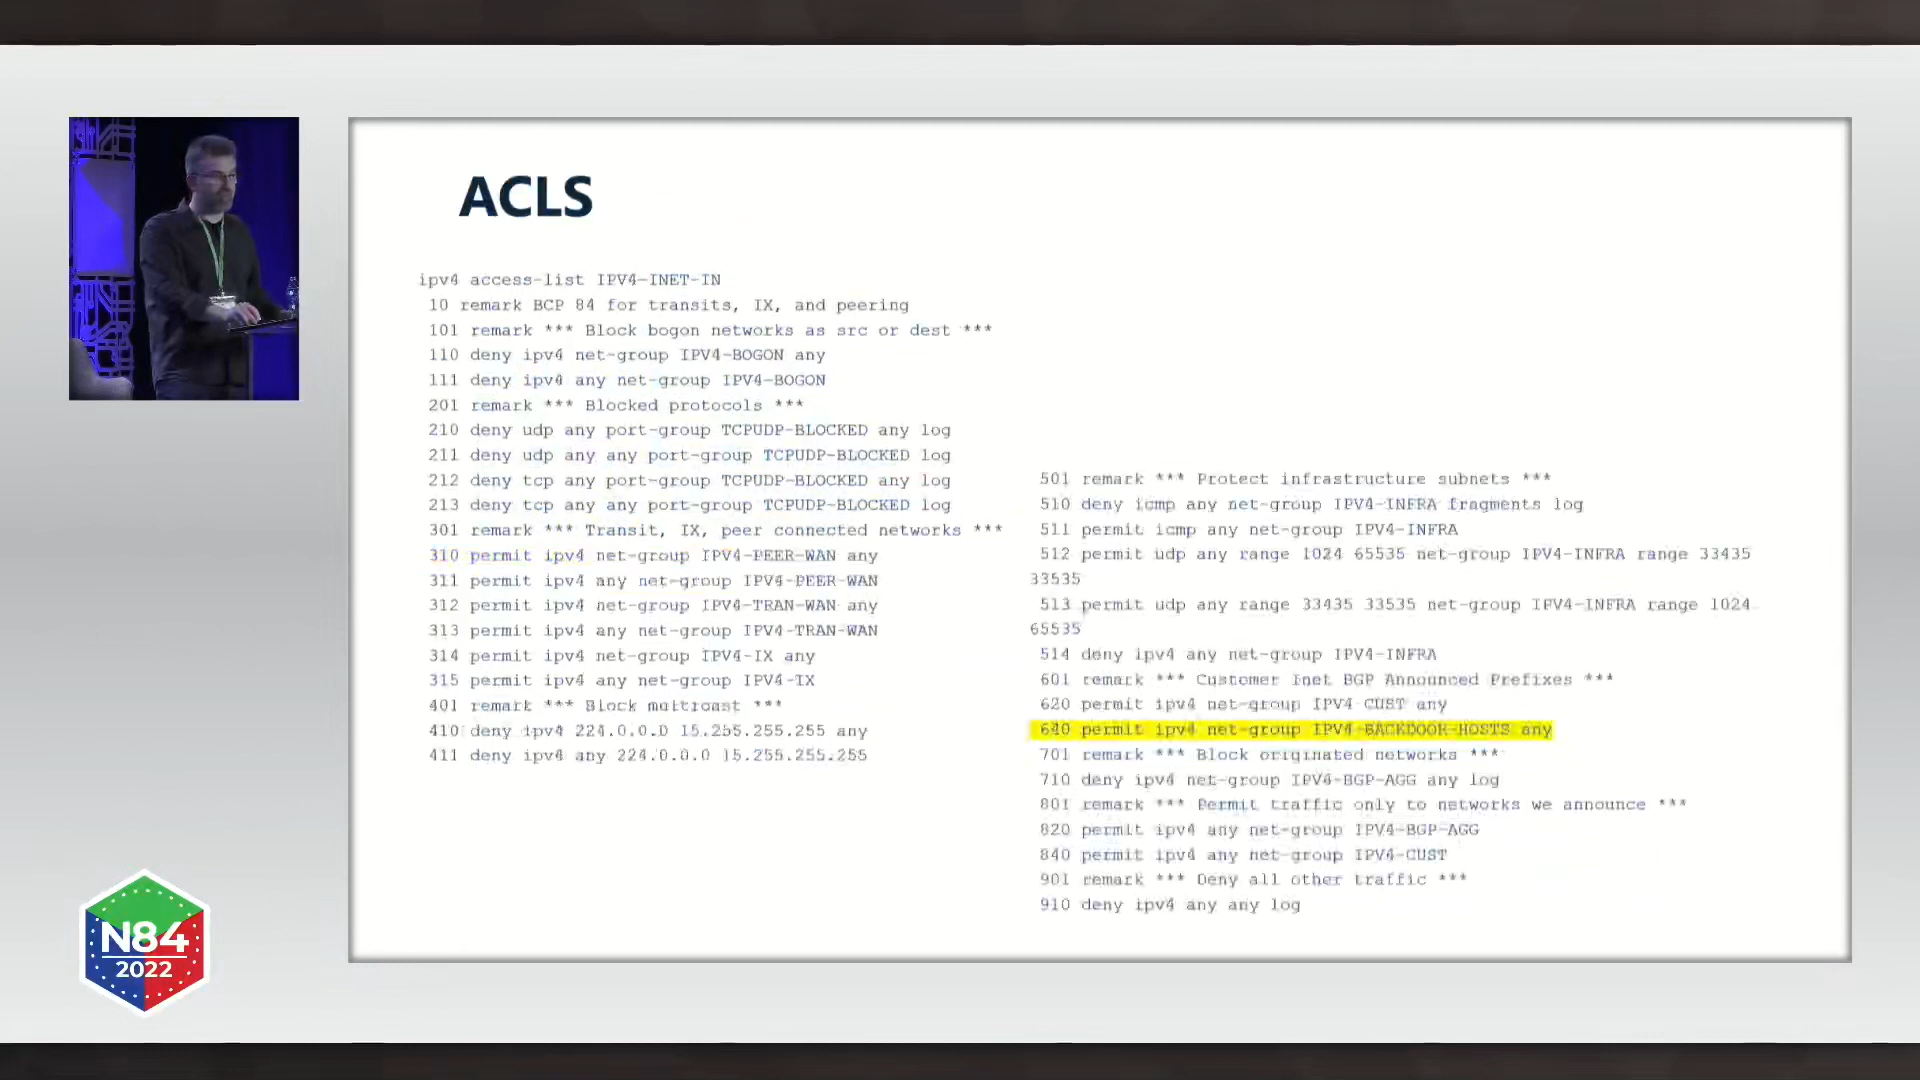 ACLS
ipv4 access-list IPV4-INET-IN
10 remark BCP 84 for transits, IX, and peering
101 remark *** Block bogon networks as src or dest ***
110 deny ipv4 net-group IPV4-BOGON any
111 deny ipv4 any net-group IPV4-BOGON
201 remark *** Blocked protocols ***
210 deny udp any port-group TCPUDP-BLOCKED any log
211 deny udp any any port-group TCPUDP-BLOCKED log
212 deny tcp any port-group TCPUDP-BLOCKED any log
213 deny tcp any any port-group TCPUDP-BLOCKED log
301 remark *** Transit, IX, peer connected networks ***
310 permit ipv4 net-group IPV4-PEER-WAN any
311 permit ipv4 any net-group IPV4-PEER-WAN
312 permit ipv4 net-group IPV4-TRAN-WAN any
313 permit ipv4 any net-group IPV4-TRAN-WAN
314 permit ipv4 net-group IPV4-IX any
315 permit ipv4 any net-group IPV4-IX
401 remark *** Block multicast ***
410 deny ipv4 224.0.0.0 15.255.255.255 any
411 deny ipv4 any 224.0.0.0 15.255.255.255
501 remark *** Protect infrastructure subnets ***
510 deny icmp any net-group IPV4-INFRA fragments log
511 permit icmp any net-group IPV4-INFRA
512 permit udp any range 1024 65535 net-group IPV4-INFRA range 33435
33535
513 permit udp any range 33435 33535 net-group IPV4-INFRA range 1024
65535
514 deny ipv4 any net-group IPV4-INFRA
601 remark *** Customer Inet BGP Announced Prefixes ***
620 permit ipv4 net-group IPV4-CUST any
640 permit ipv4 net-group IPV4-BACKDOOR-HOSTS any
701 remark *** Block originated networks ***
710 deny ipv4 net-group IPV4-BGP-AGG any log
801 remark *** Permit traffic only to networks we announce ***
820 permit ipv4 any net-group IPV4-BGP-AGG
840 permit ipv4 any net-group IPV4-CUST
901 remark *** Deny all other traffic ***
910 deny ipv4 any any log
N84
2022